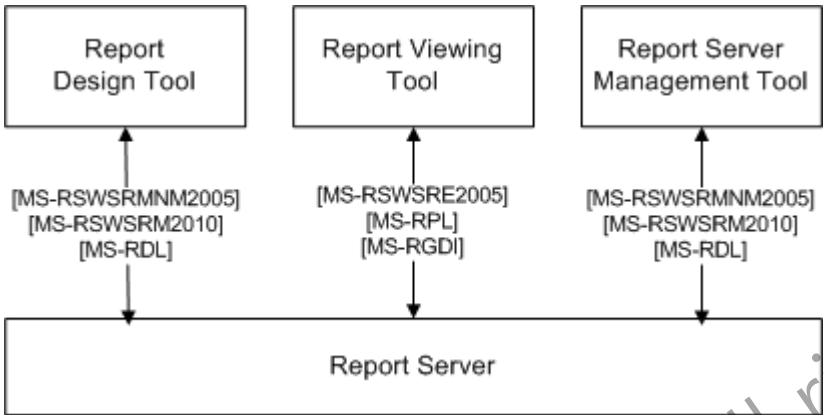 Report
Design Tool
Report Viewing
Tool
Report Server
Management Tool
[MS-RSWSRMNM2005]
[MS-RSWSRM2010]
[MS-RDL]
[MS-RSWSRE2005]
[MS-RPL]
[MS-RGDI]
[MS-RSWSRMNM2005]
[MS-RSWSRM2010]
[MS-RDL]
Report Server